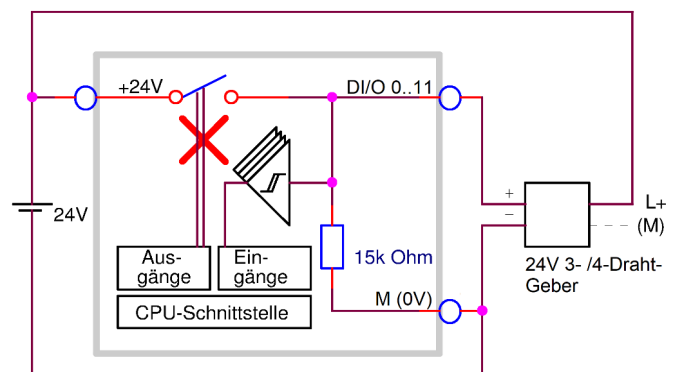 +24V
DI/O 0..11
24V
+
−
L+
(M)
24V 3- /4-Draht-
Geber
Aus-
gänge
Ein-
gänge
15k Ohm
M (0V)
CPU-Schnittstelle